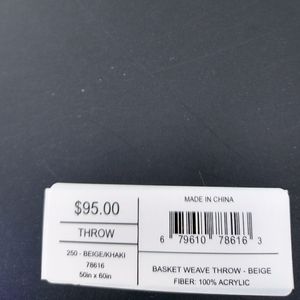 $95.00
THROW
250 - BEIGE/KHAKI
78616
50in x 60in
MADE IN CHINA
6 79610 78616 3
BASKET WEAVE THROW - BEIGE
FIBER: 100% ACRYLIC